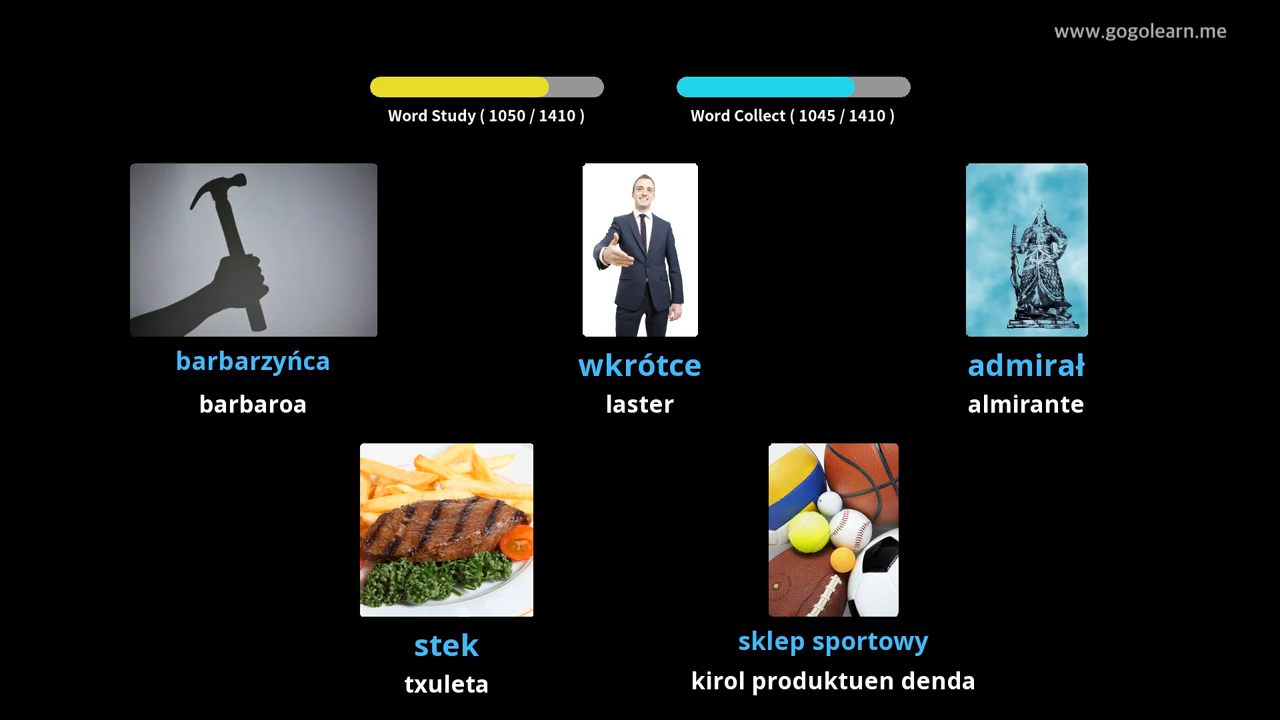 www.gogolearn.me
Word Study ( 1050 / 1410 )
Word Collect ( 1045 / 1410 )
barbarzyńca
barbaroa
wkrótce
laster
admirał
almirante
stek
txuleta
sklep sportowy
kirol produktuen denda